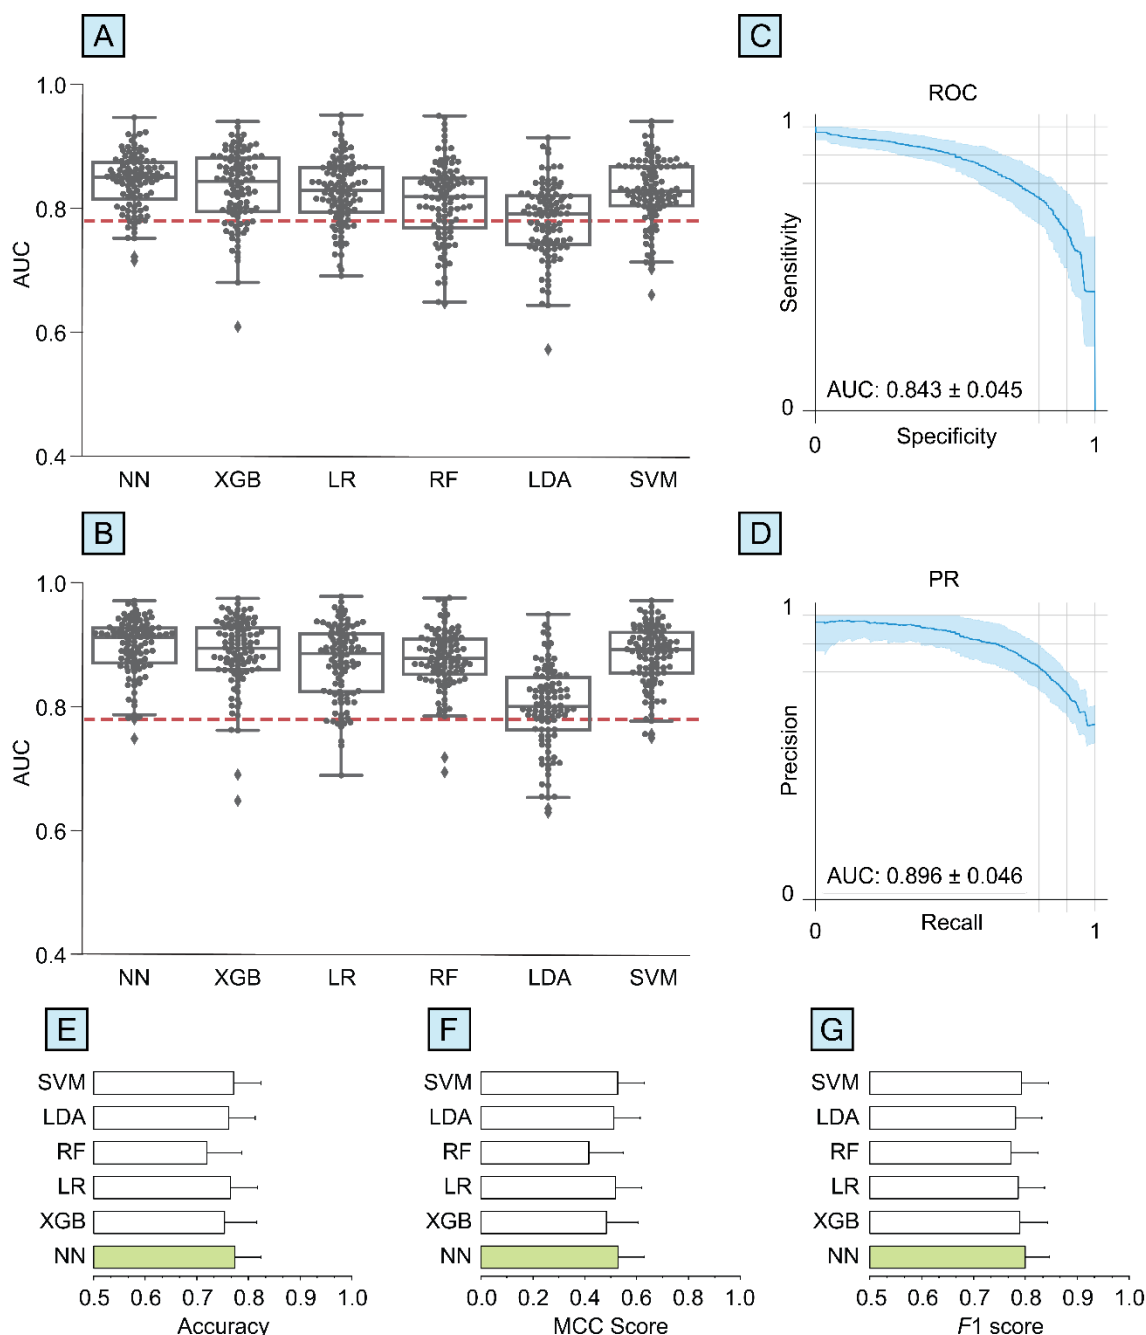 A
1.0
0.8
0.6
0.4
AUC
NN XGB LR RF LDA SVM
C
ROC
1
Sensitivity
0
AUC: 0.843 ± 0.045
0 1
Specificity
B
1.0
0.8
0.6
0.4
AUC
NN XGB LR RF LDA SVM
D
PR
1
Precision
0
AUC: 0.896 ± 0.046
0 1
Recall
E
SVM
LDA
RF
LR
XGB
NN
0.5 0.6 0.7 0.8 0.9 1.0
Accuracy
F
SVM
LDA
RF
LR
XGB
NN
0.0 0.2 0.4 0.6 0.8 1.0
MCC Score
G
SVM
LDA
RF
LR
XGB
NN
0.5 0.6 0.7 0.8 0.9 1.0
F1 score